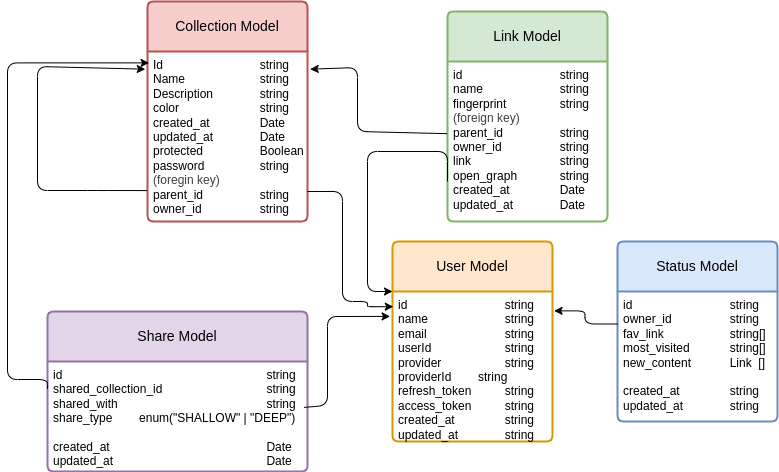 Collection Model
Id string
Name string
Description string
color string
created_at Date
updated_at Date
protected Boolean
password string
(foregin key)
parent_id string
owner_id string
Link Model
id string
name string
fingerprint string
(foreign key)
parent_id string
owner_id string
link string
open_graph string
created_at Date
updated_at Date
User Model
id string
name string
email string
userId string
provider string
providerId string
refresh_token string
access_token string
created_at string
updated_at string
Status Model
id string
owner_id string
fav_link string[]
most_visited string[]
new_content Link []
created_at string
updated_at string
Share Model
id string
shared_collection_id string
shared_with string
share_type enum("SHALLOW" | "DEEP")
created_at Date
updated_at Date